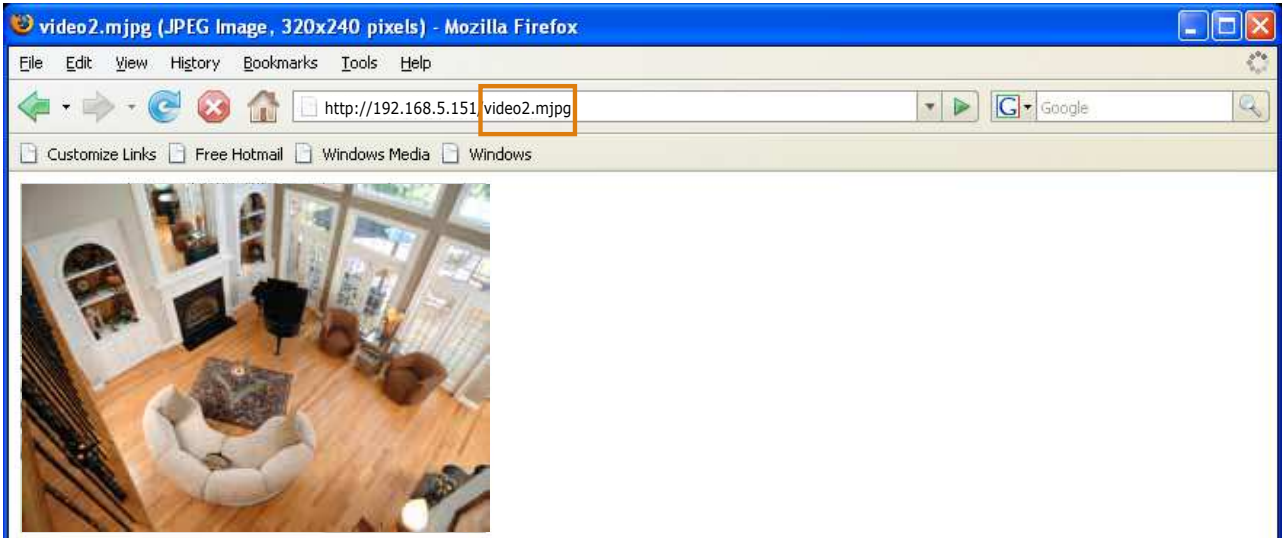 video2.mjpg (JPEG Image, 320x240 pixels) - Mozilla Firefox
File Edit View History Bookmarks Tools Help
http://192.168.5.151/video2.mjpg G Google
Customize Links Free Hotmail Windows Media Windows